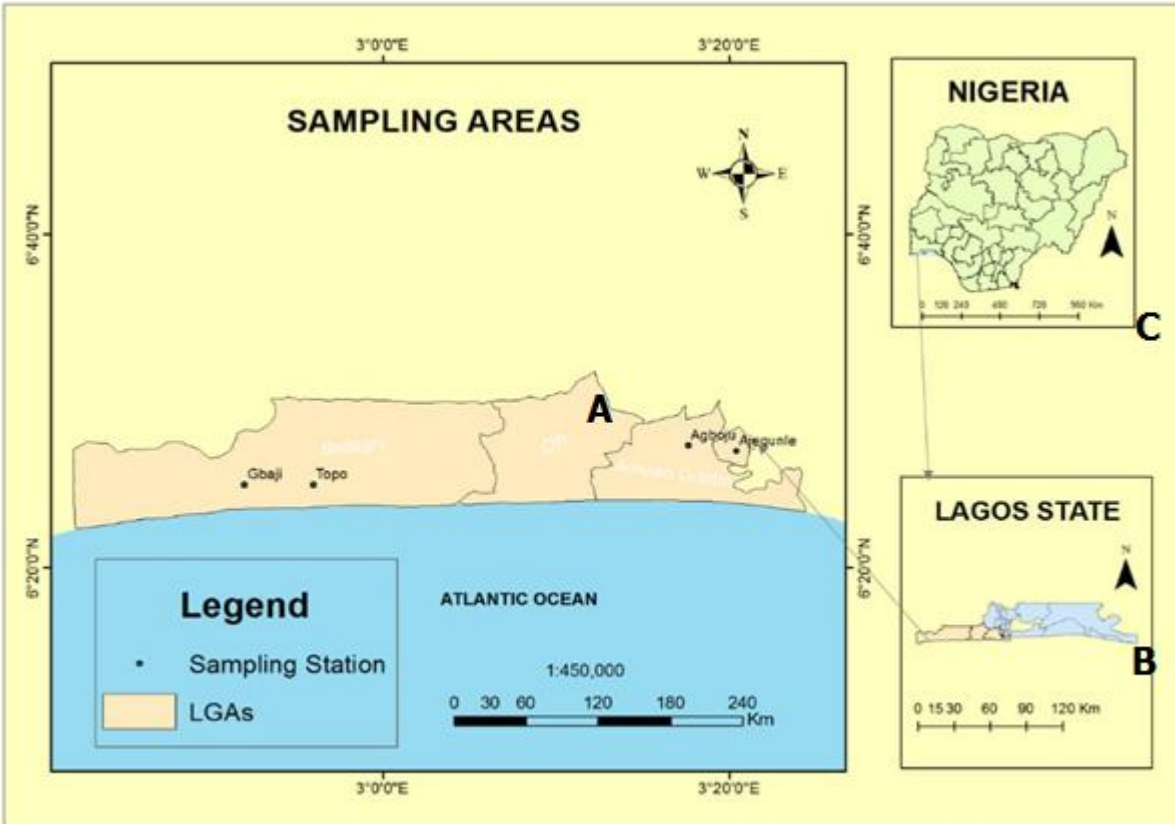 3°0'0"E
3°20'0"E
SAMPLING AREAS
N
W E
S
6°40'0"N
6°40'0"N
A
Agboju
Ajegunle
Gbaji
Topo
6°20'0"N
6°20'0"N
Legend
Sampling Station
LGAs
ATLANTIC OCEAN
1:450,000
0 30 60 120 180 240
Km
3°0'0"E
3°20'0"E
NIGERIA
N
0 120 240 480 720 960 Km
C
LAGOS STATE
N
B
0 15 30 60 90 120 Km